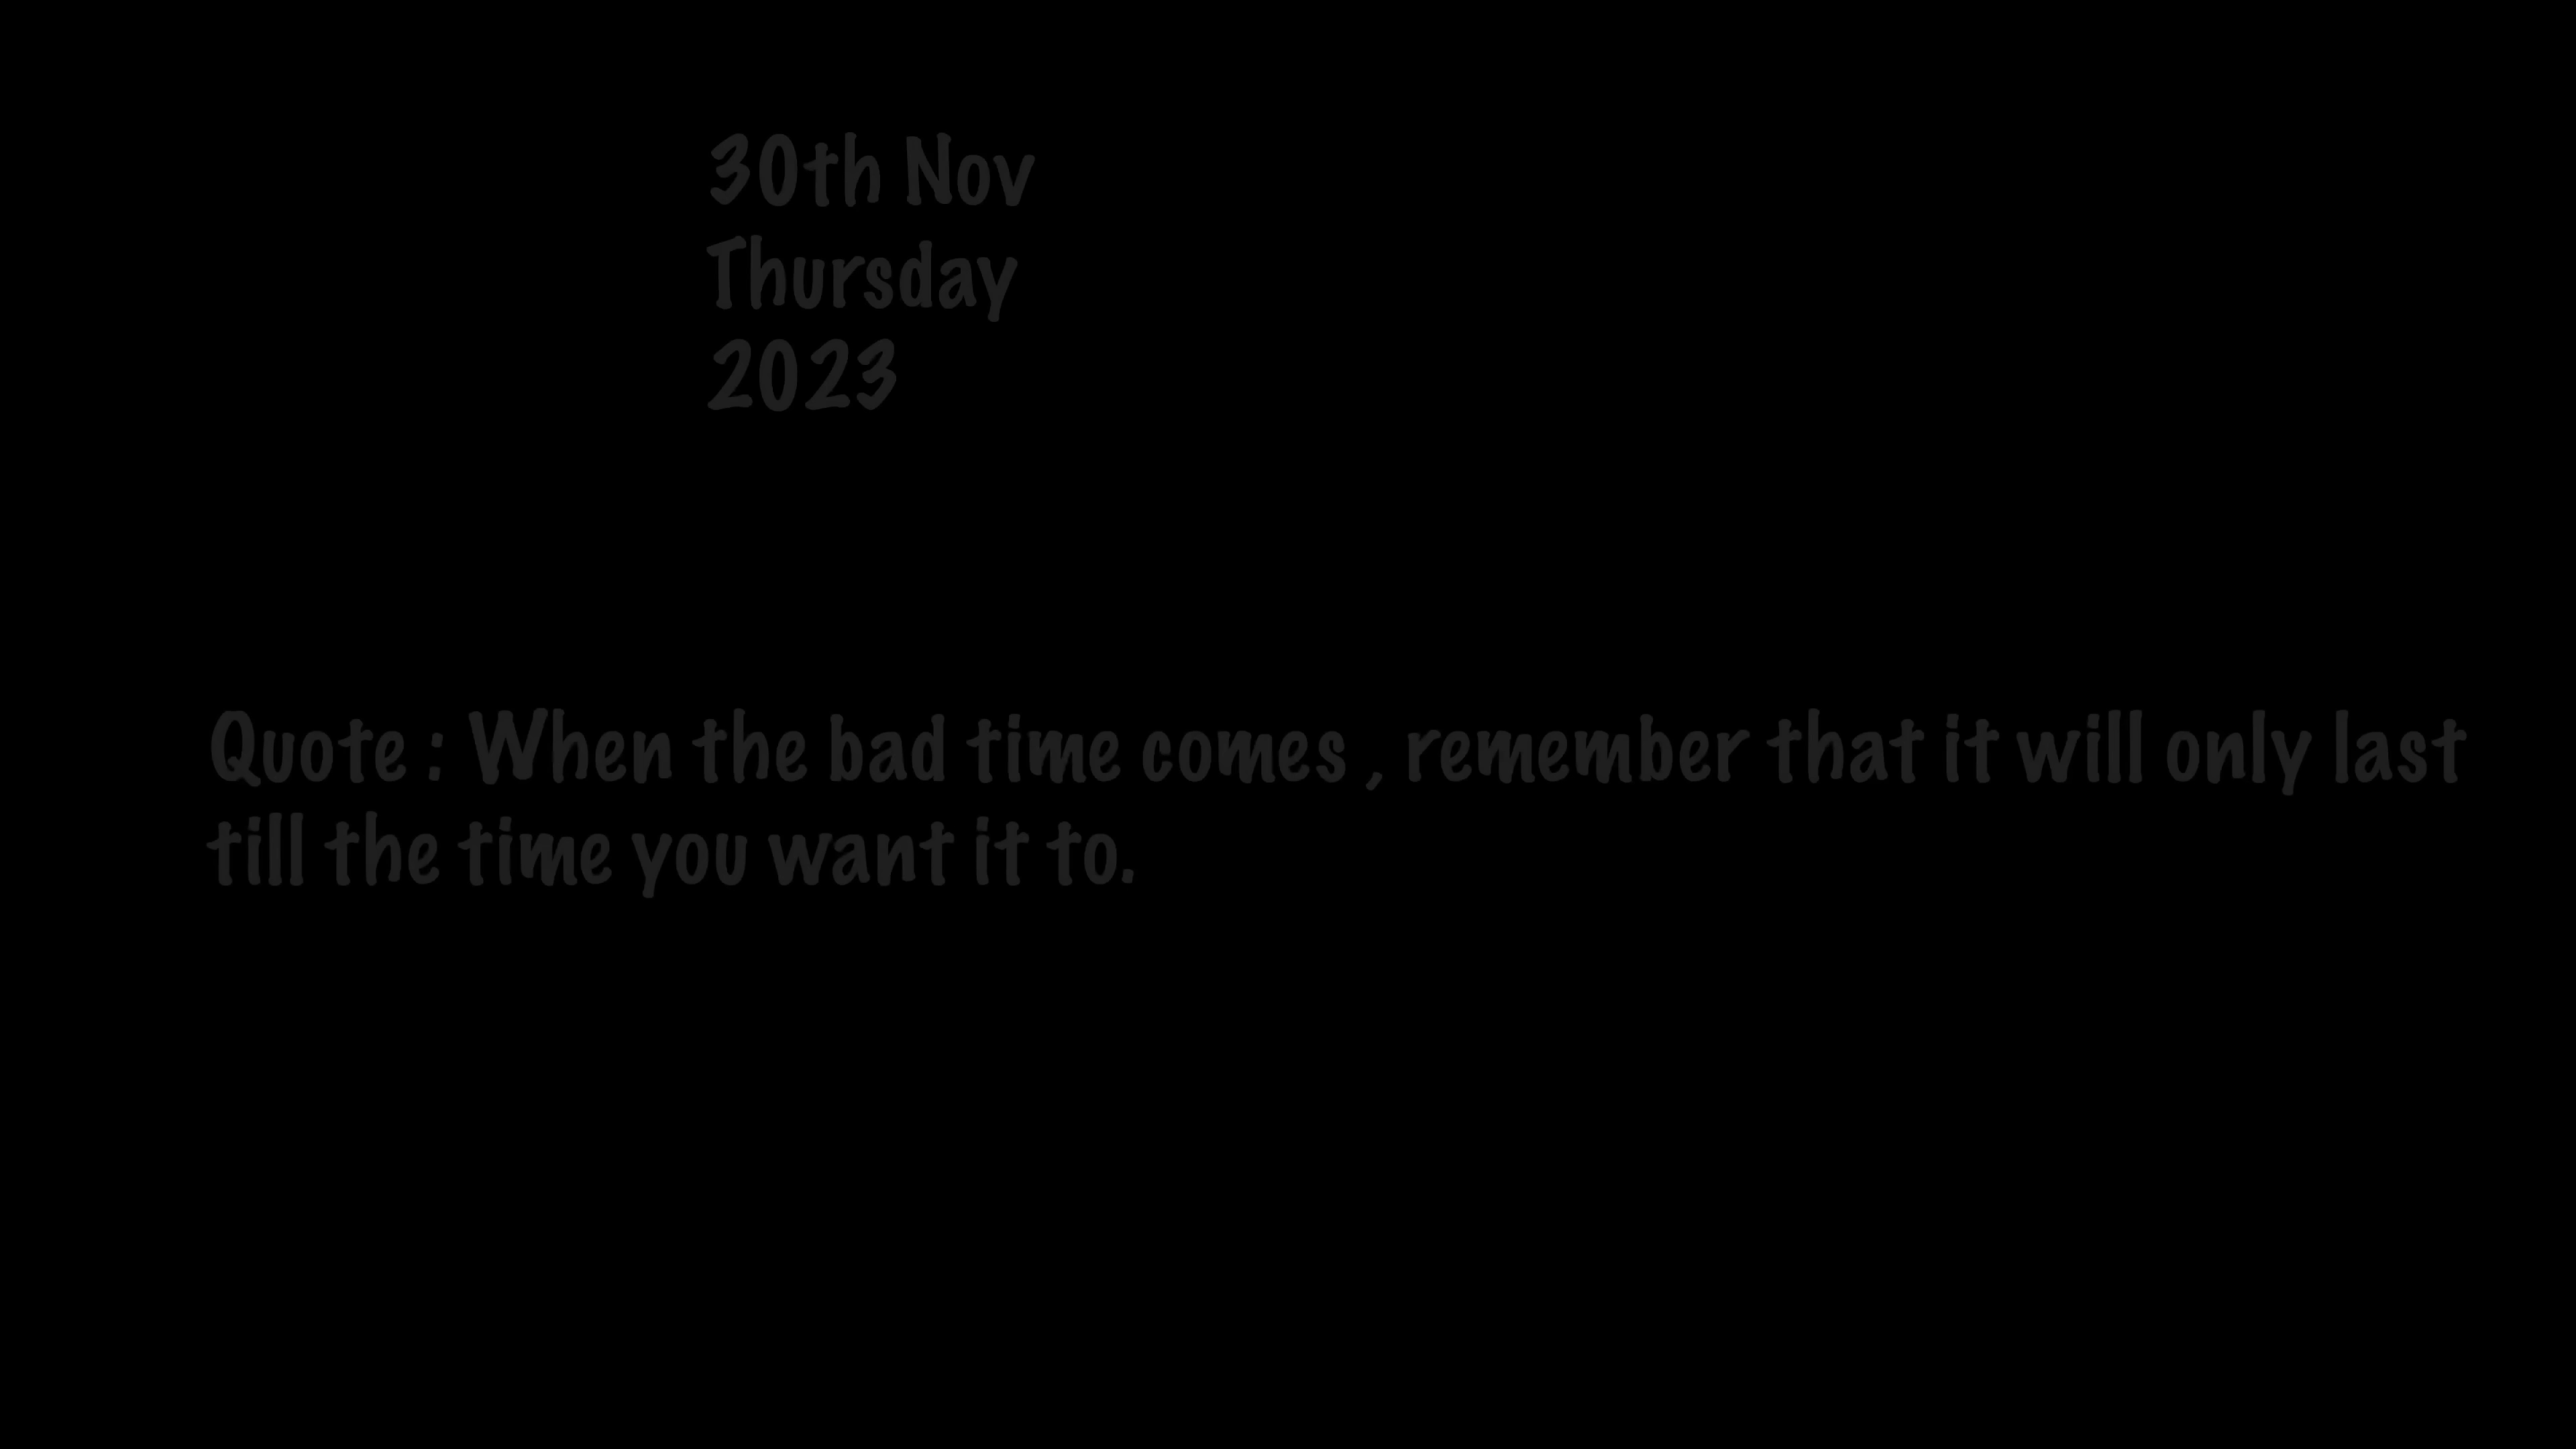 30th Nov
Thursday
2023
Quote : When the bad time comes , remember that it will only last
till the time you want it to.